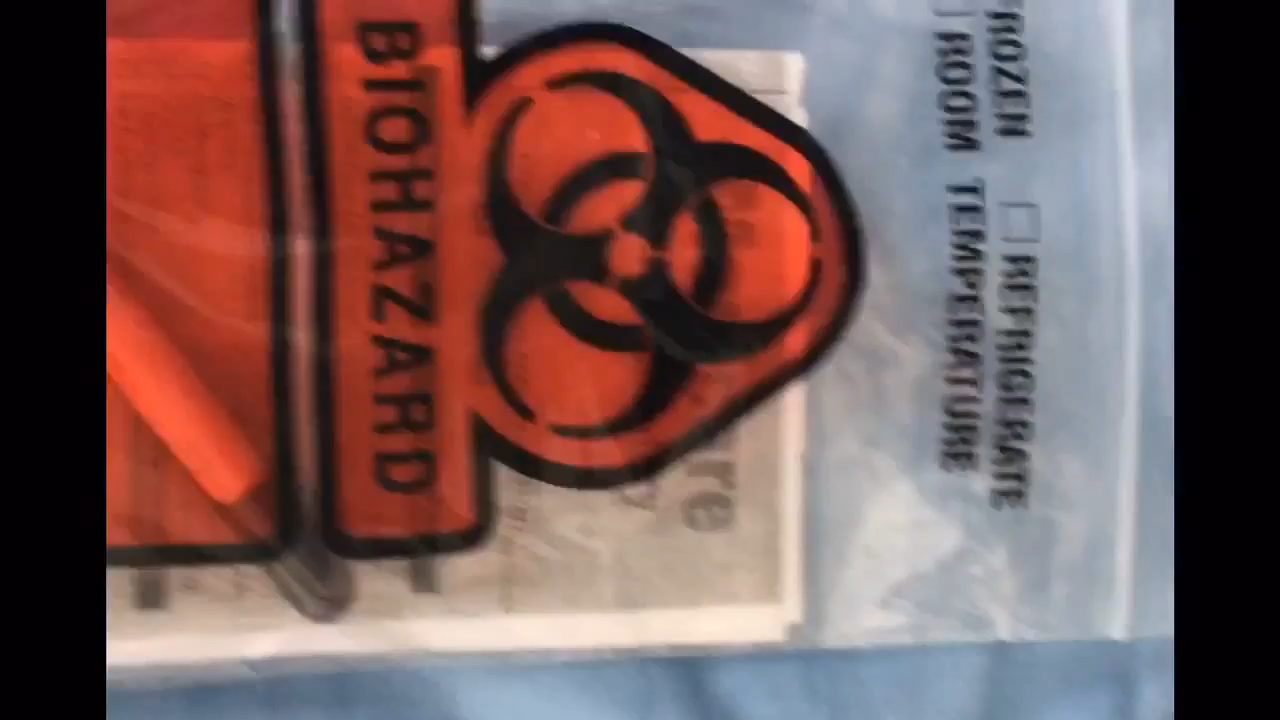 ROZEN ☐ REFRIGERATE
☐ ROOM TEMPERATURE
BIOHAZARD